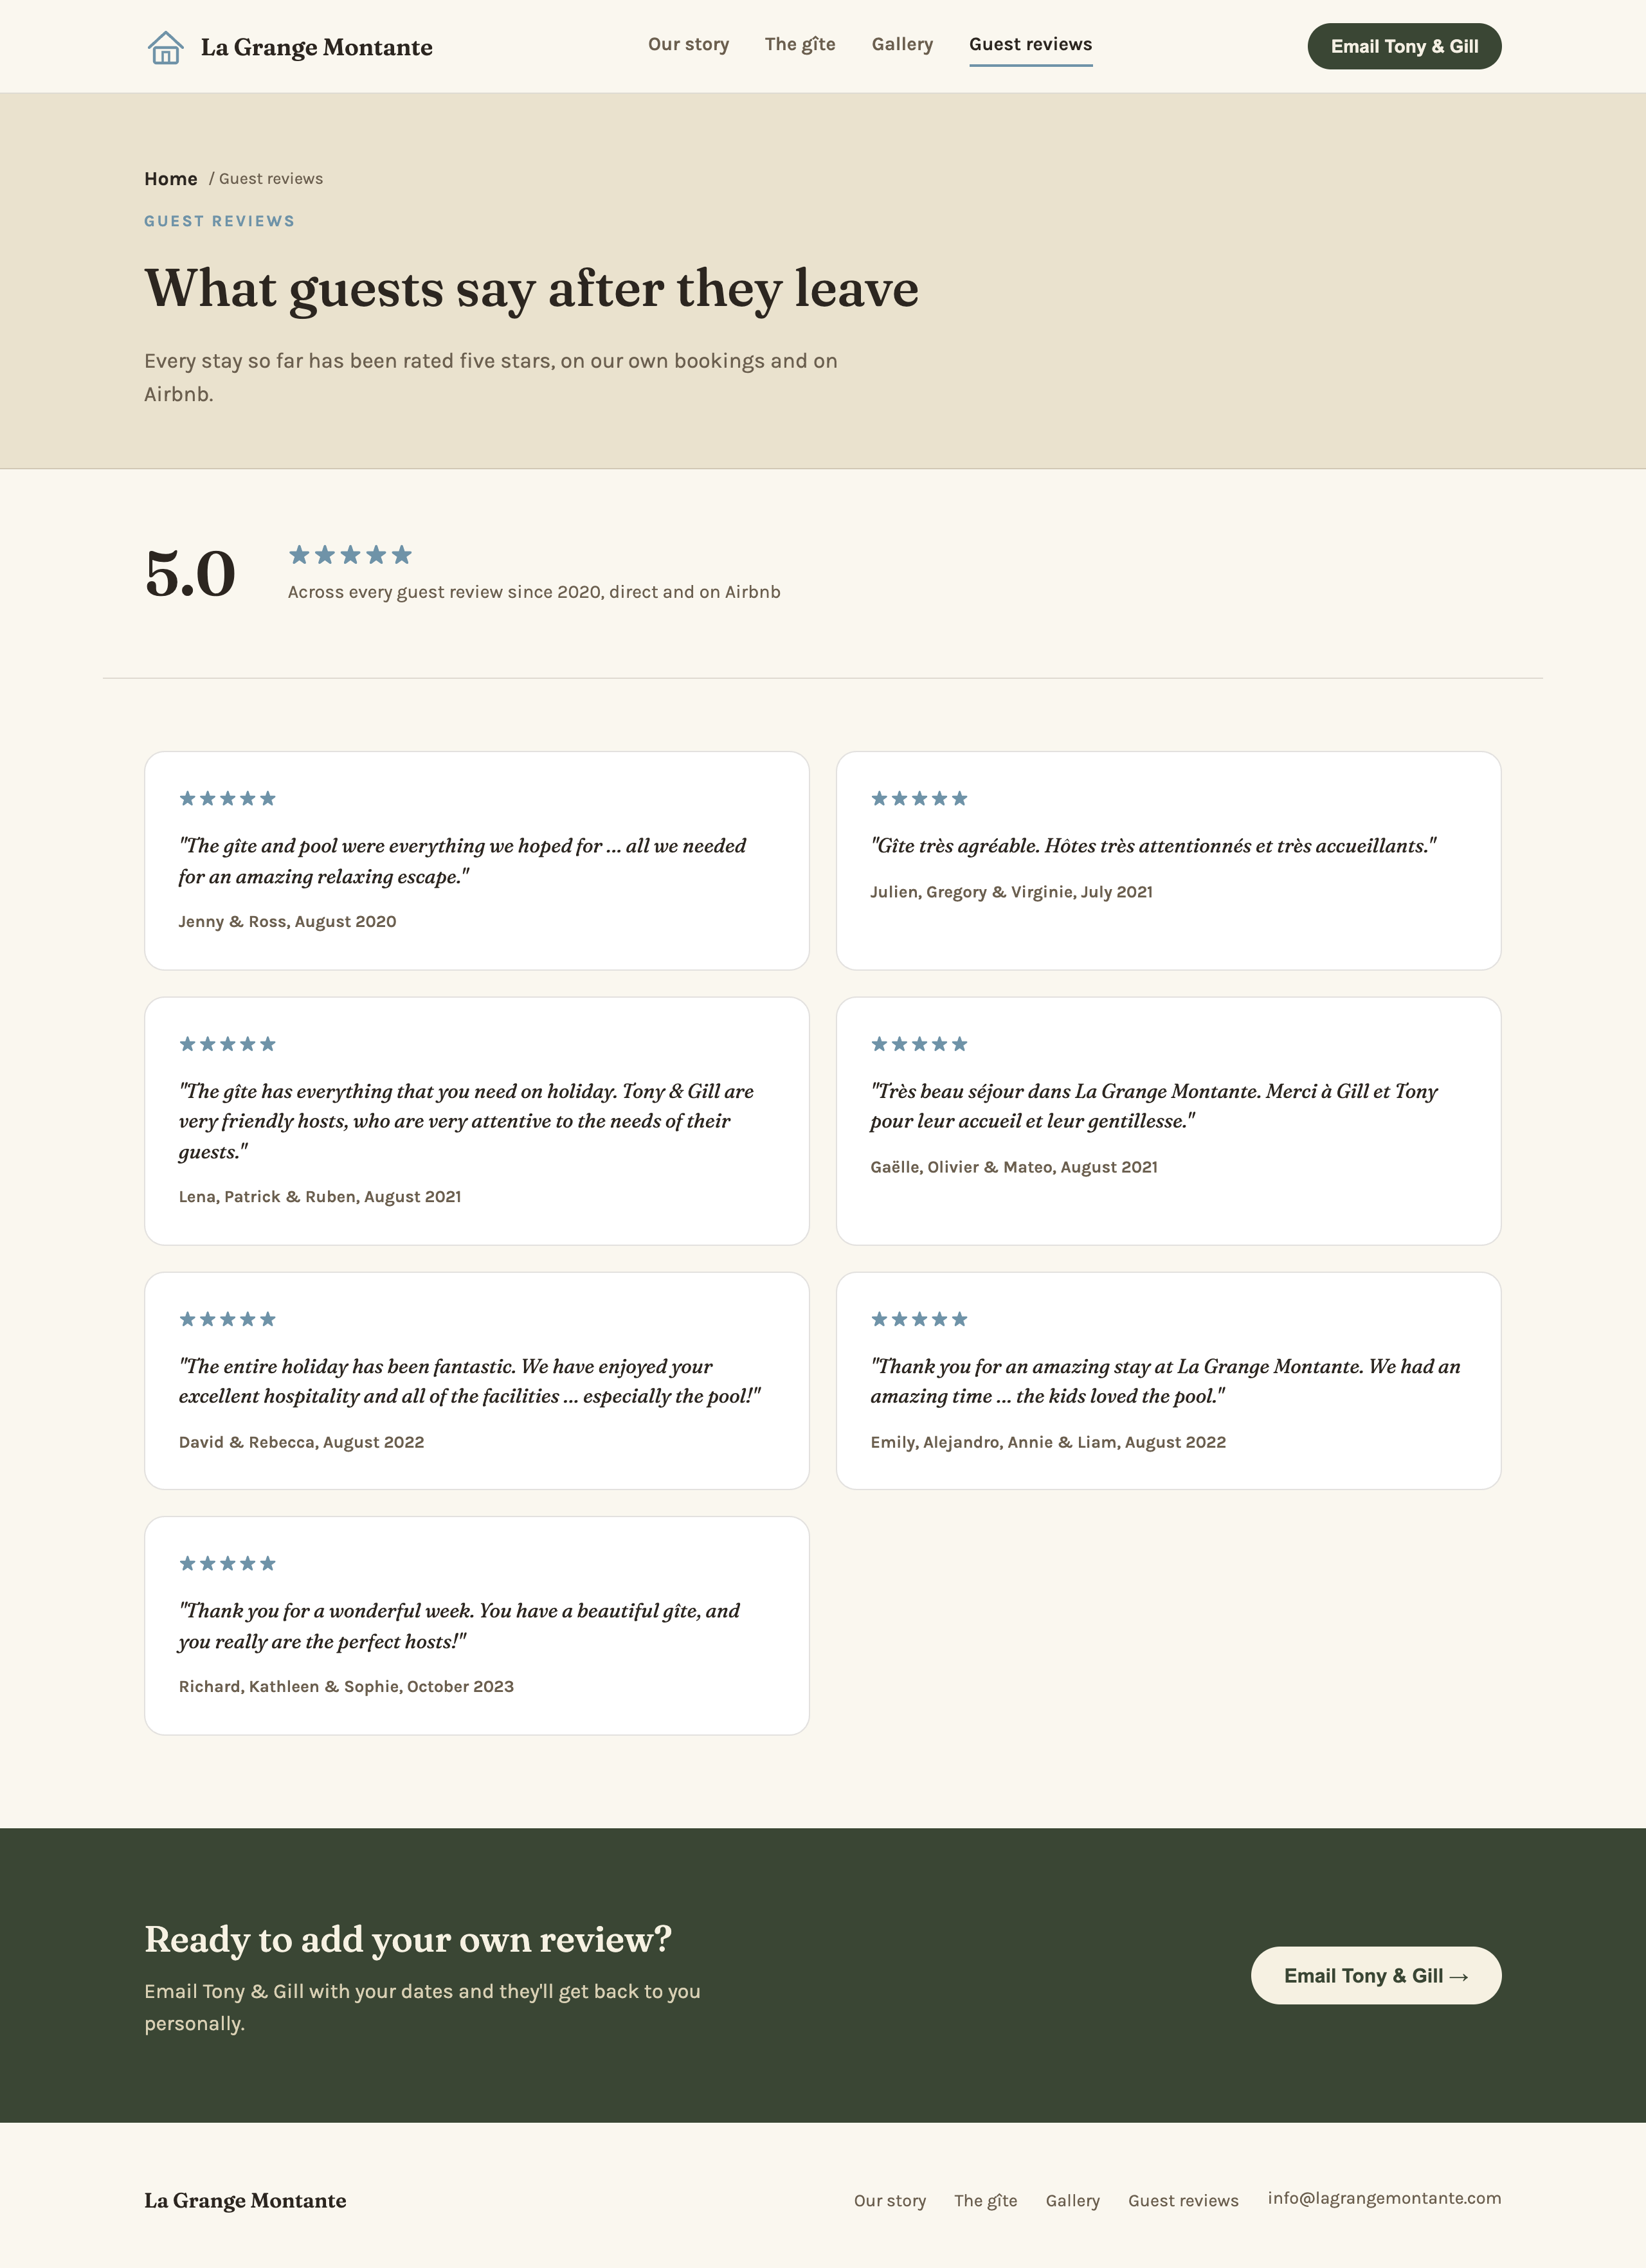 La Grange Montante
Our story
The gîte
Gallery
Guest reviews
Email Tony & Gill
Home / Guest reviews
GUEST REVIEWS
What guests say after they leave
Every stay so far has been rated five stars, on our own bookings and on
Airbnb.
5.0
Across every guest review since 2020, direct and on Airbnb
"The gîte and pool were everything we hoped for ... all we needed
for an amazing relaxing escape."
Jenny & Ross, August 2020
"Gîte très agréable. Hôtes très attentionnés et très accueillants."
Julien, Gregory & Virginie, July 2021
"The gîte has everything that you need on holiday. Tony & Gill are
very friendly hosts, who are very attentive to the needs of their
guests."
Lena, Patrick & Ruben, August 2021
"Très beau séjour dans La Grange Montante. Merci à Gill et Tony
pour leur accueil et leur gentillesse."
Gaëlle, Olivier & Mateo, August 2021
"The entire holiday has been fantastic. We have enjoyed your
excellent hospitality and all of the facilities ... especially the pool!"
David & Rebecca, August 2022
"Thank you for an amazing stay at La Grange Montante. We had an
amazing time ... the kids loved the pool."
Emily, Alejandro, Annie & Liam, August 2022
"Thank you for a wonderful week. You have a beautiful gîte, and
you really are the perfect hosts!"
Richard, Kathleen & Sophie, October 2023
Ready to add your own review?
Email Tony & Gill with your dates and they'll get back to you
personally.
Email Tony & Gill →
La Grange Montante
Our story
The gîte
Gallery
Guest reviews
info@lagrangemontante.com